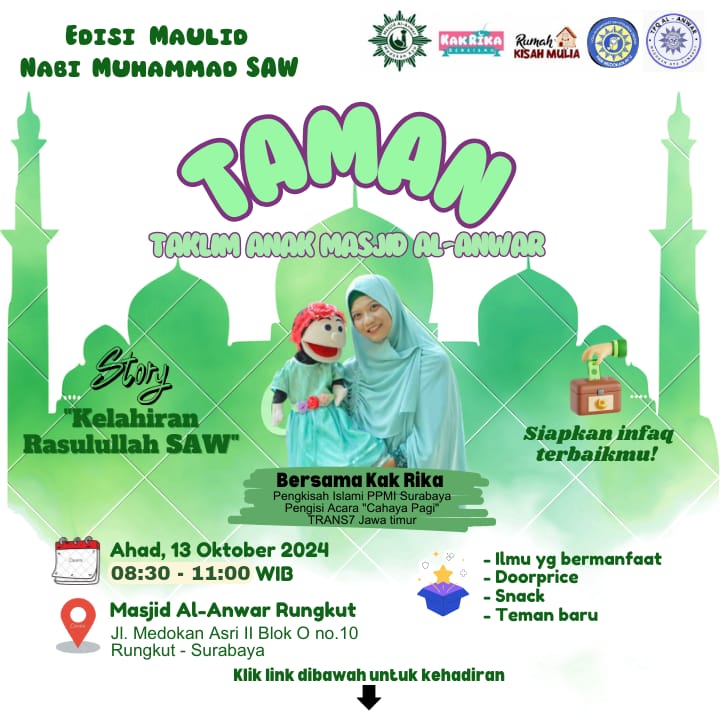 Edisi Maulid
Nabi Muhammad SAW
KAKRIKA
Rumah
KISAH MULIA
TPQ AL - ANWAR
TAMAN
TAKLIM ANAK MASJID AL-ANWAR
Story
"Kelahiran
Rasulullah SAW"
Siapkan infaq
terbaikmu!
Bersama Kak Rika
Pengkisah Islami PPMI Surabaya
Pengisi Acara "Cahaya Pagi"
TRANS7 Jawa timur
Ahad, 13 Oktober 2024
08:30 - 11:00 WIB
Masjid Al-Anwar Rungkut
Jl. Medokan Asri II Blok O no.10
Rungkut - Surabaya
- Ilmu yg bermanfaat
- Doorprice
- Snack
- Teman baru
Klik link dibawah untuk kehadiran